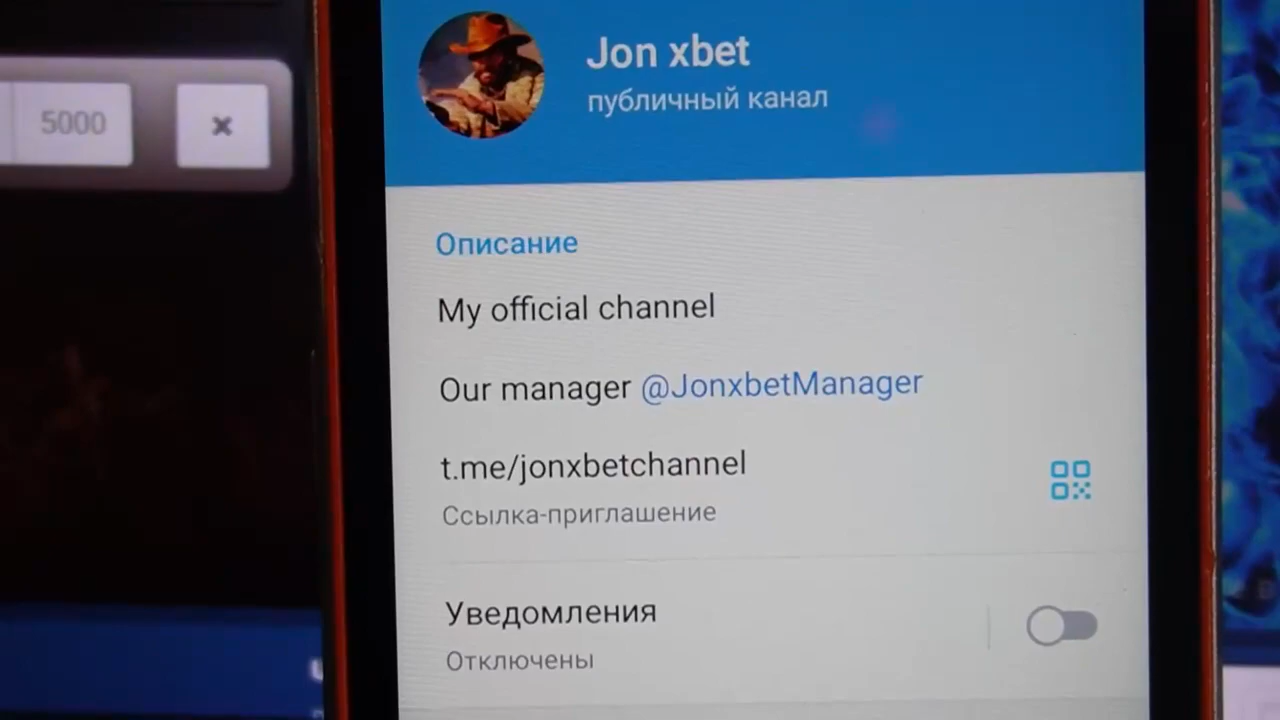 5000
Jon xbet
публичный канал
Описание
My official channel
Our manager @JonxbetManager
t.me/jonxbetchannel
Ссылка-приглашение
Уведомления
Отключены